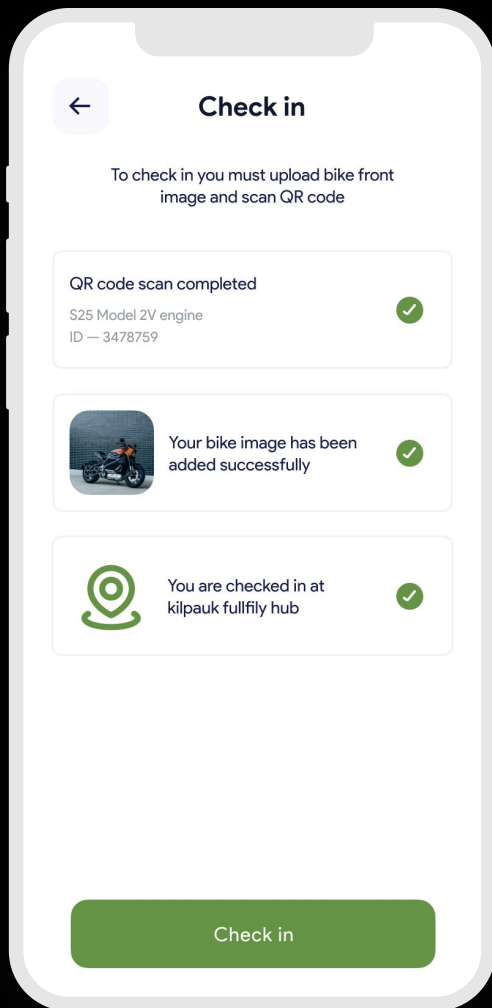 Check in
To check in you must upload bike front
image and scan QR code
QR code scan completed
S25 Model 2V engine
ID — 3478759
Your bike image has been
added successfully
You are checked in at
kilpauk fullfily hub
Check in